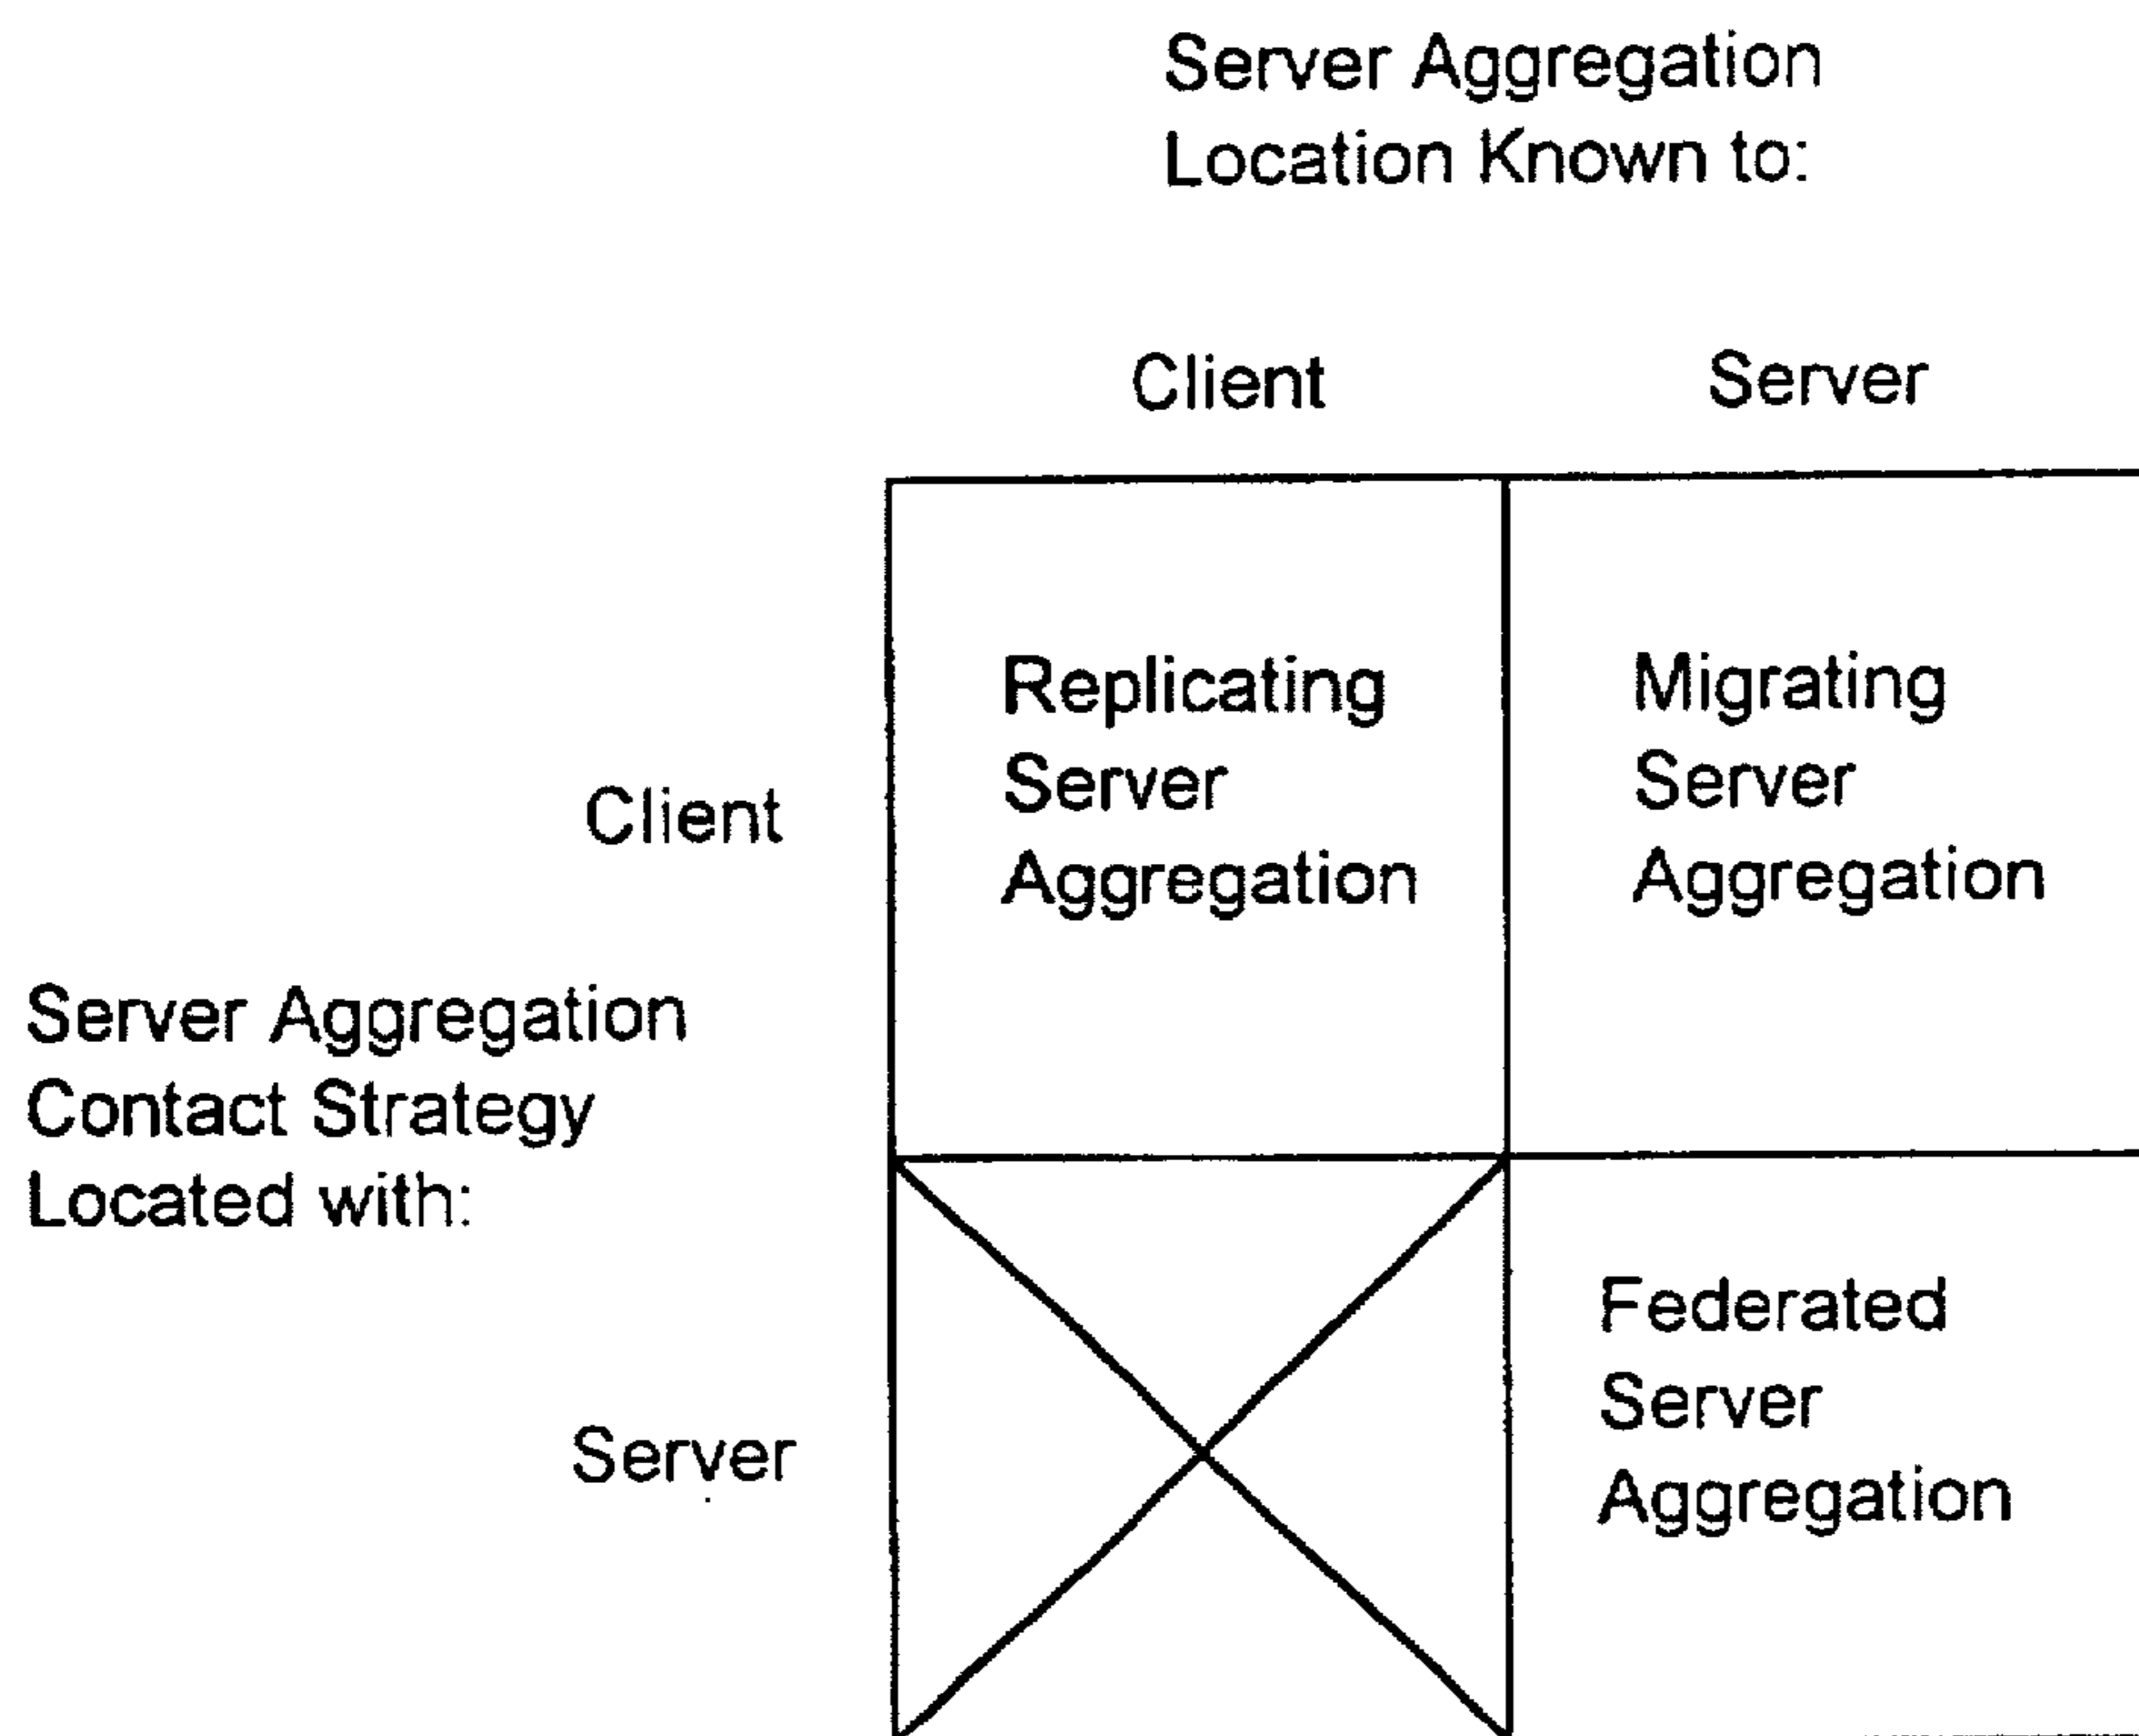 Server Aggregation
Location Known to:
Client Server
Replicating Migrating
Server Server
Client
Aggregation Aggregation
Server Aggregation
Contact Strategy
Located with:
Federated
Server
Server
Aggregation